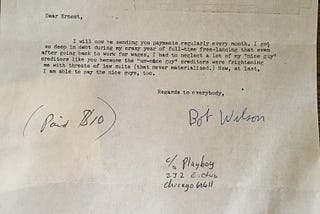 Dear Ernest,
I will now be sending you payments regularly every month. I got
so deep in debt during my crazy year of full-time free-lancing that even
after going back to work for wages, I had to neglect a lot of my "nice guy"
creditors like you because the "un-nice guy" creditors were frightening
me with threats of law suits (that never materialized.) Now, at last,
I am able to pay the nice guys, too.
Regards to everybody,
(Paid 8/10)
Bob Wilson
c/o Playboy
232 E. Ohio
Chicago 60611